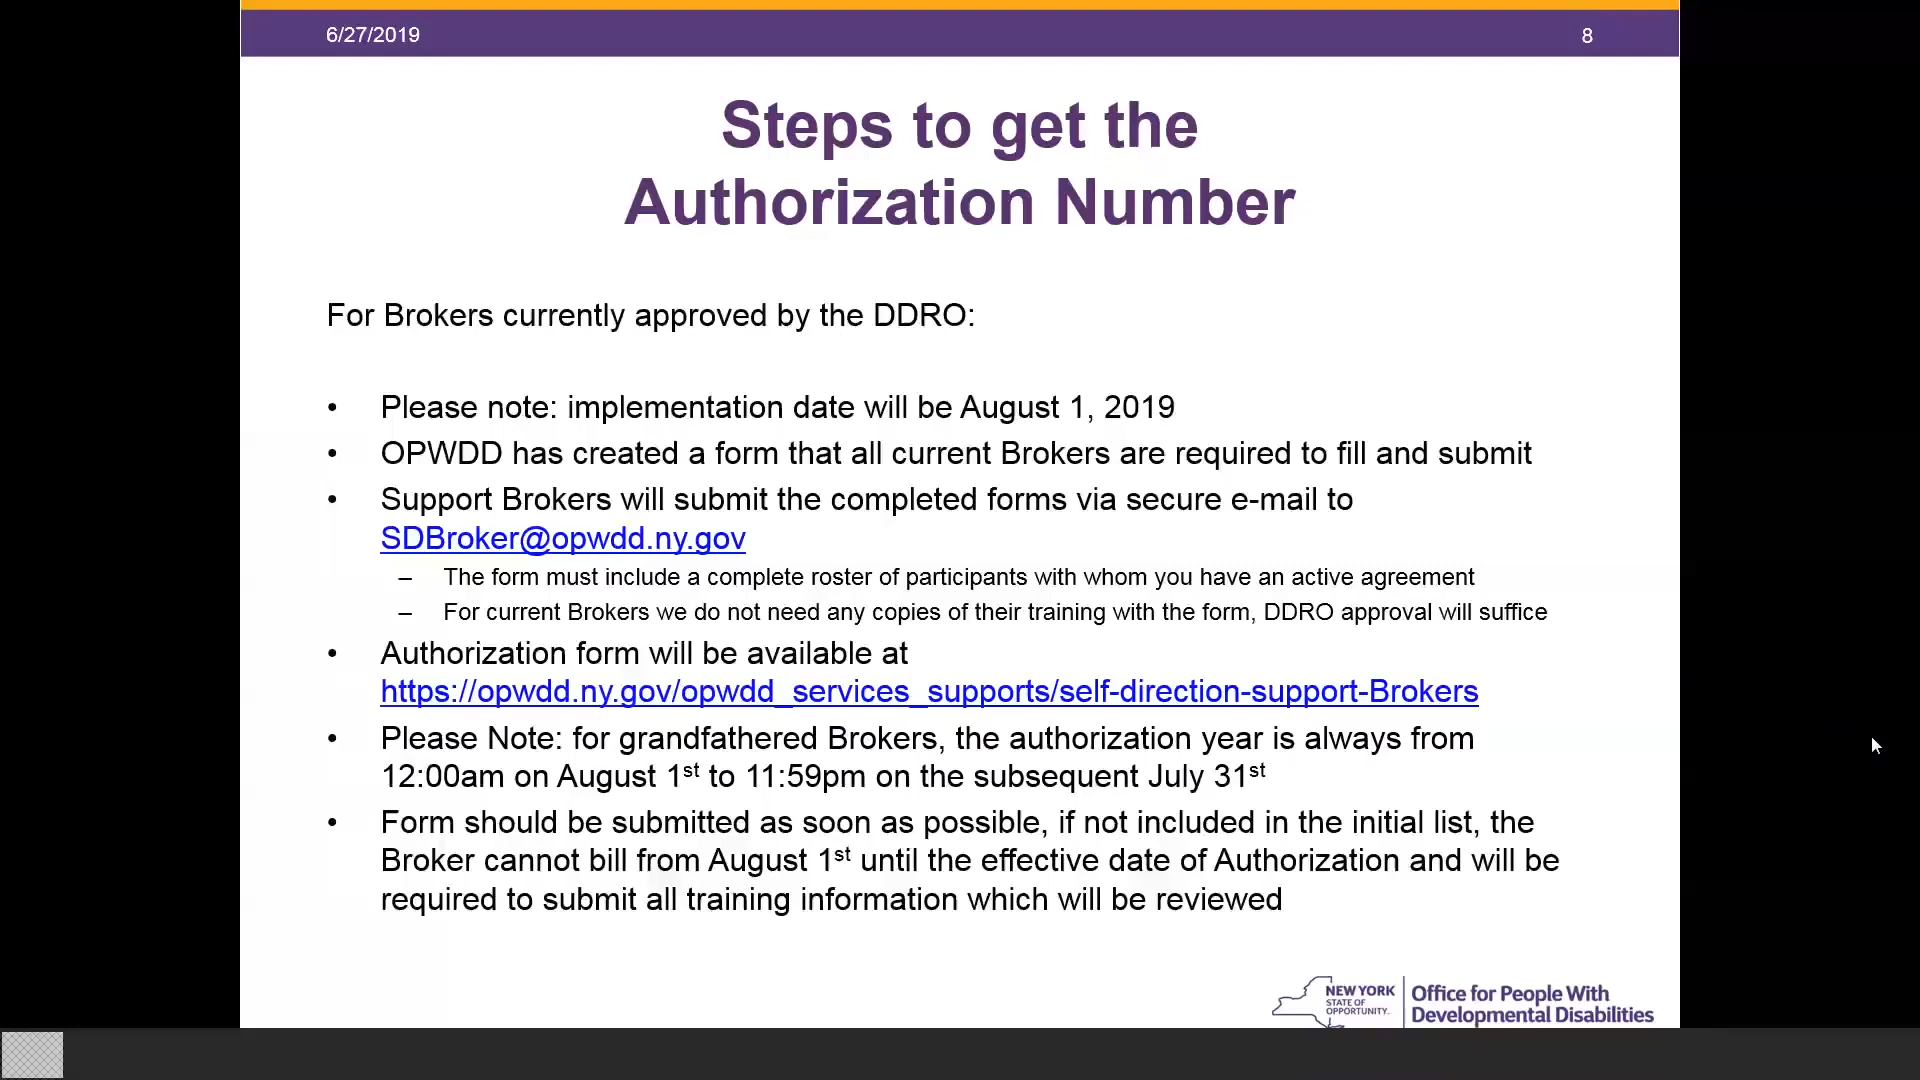 6/27/2019
8
Steps to get the
Authorization Number
For Brokers currently approved by the DDRO:
• Please note: implementation date will be August 1, 2019
• OPWDD has created a form that all current Brokers are required to fill and submit
• Support Brokers will submit the completed forms via secure e-mail to
SDBroker@opwdd.ny.gov
– The form must include a complete roster of participants with whom you have an active agreement
– For current Brokers we do not need any copies of their training with the form, DDRO approval will suffice
• Authorization form will be available at
https://opwdd.ny.gov/opwdd_services_supports/self-direction-support-Brokers
• Please Note: for grandfathered Brokers, the authorization year is always from
12:00am on August 1st to 11:59pm on the subsequent July 31st
• Form should be submitted as soon as possible, if not included in the initial list, the
Broker cannot bill from August 1st until the effective date of Authorization and will be
required to submit all training information which will be reviewed
NEW YORK
STATE OF
OPPORTUNITY.
Office for People With
Developmental Disabilities